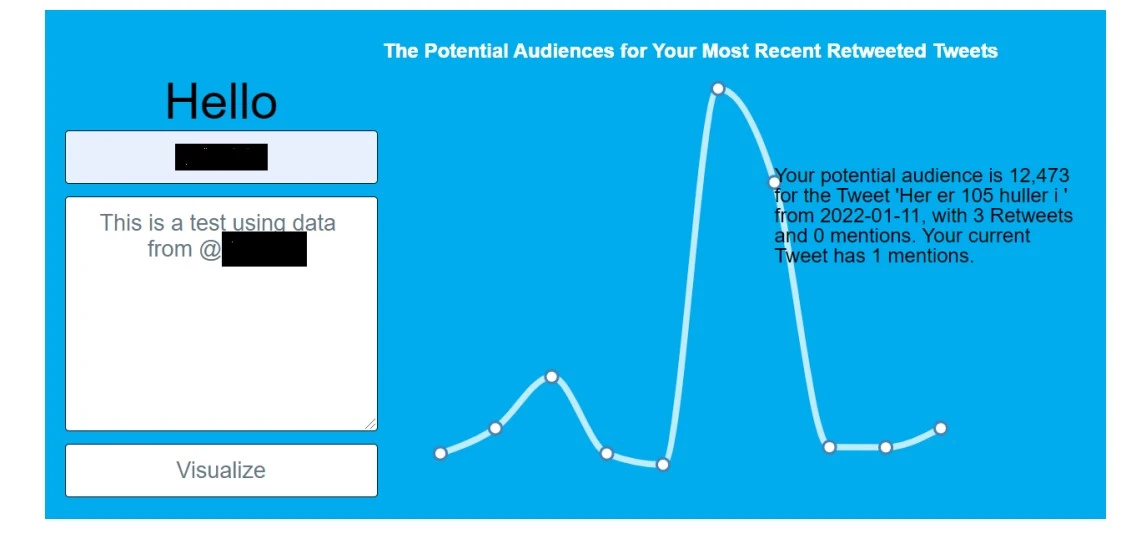 The Potential Audiences for Your Most Recent Retweeted Tweets
Hello
This is a test using data
from @
Visualize
Your potential audience is 12,473
for the Tweet 'Her er 105 huller i '
from 2022-01-11, with 3 Retweets
and 0 mentions. Your current
Tweet has 1 mentions.